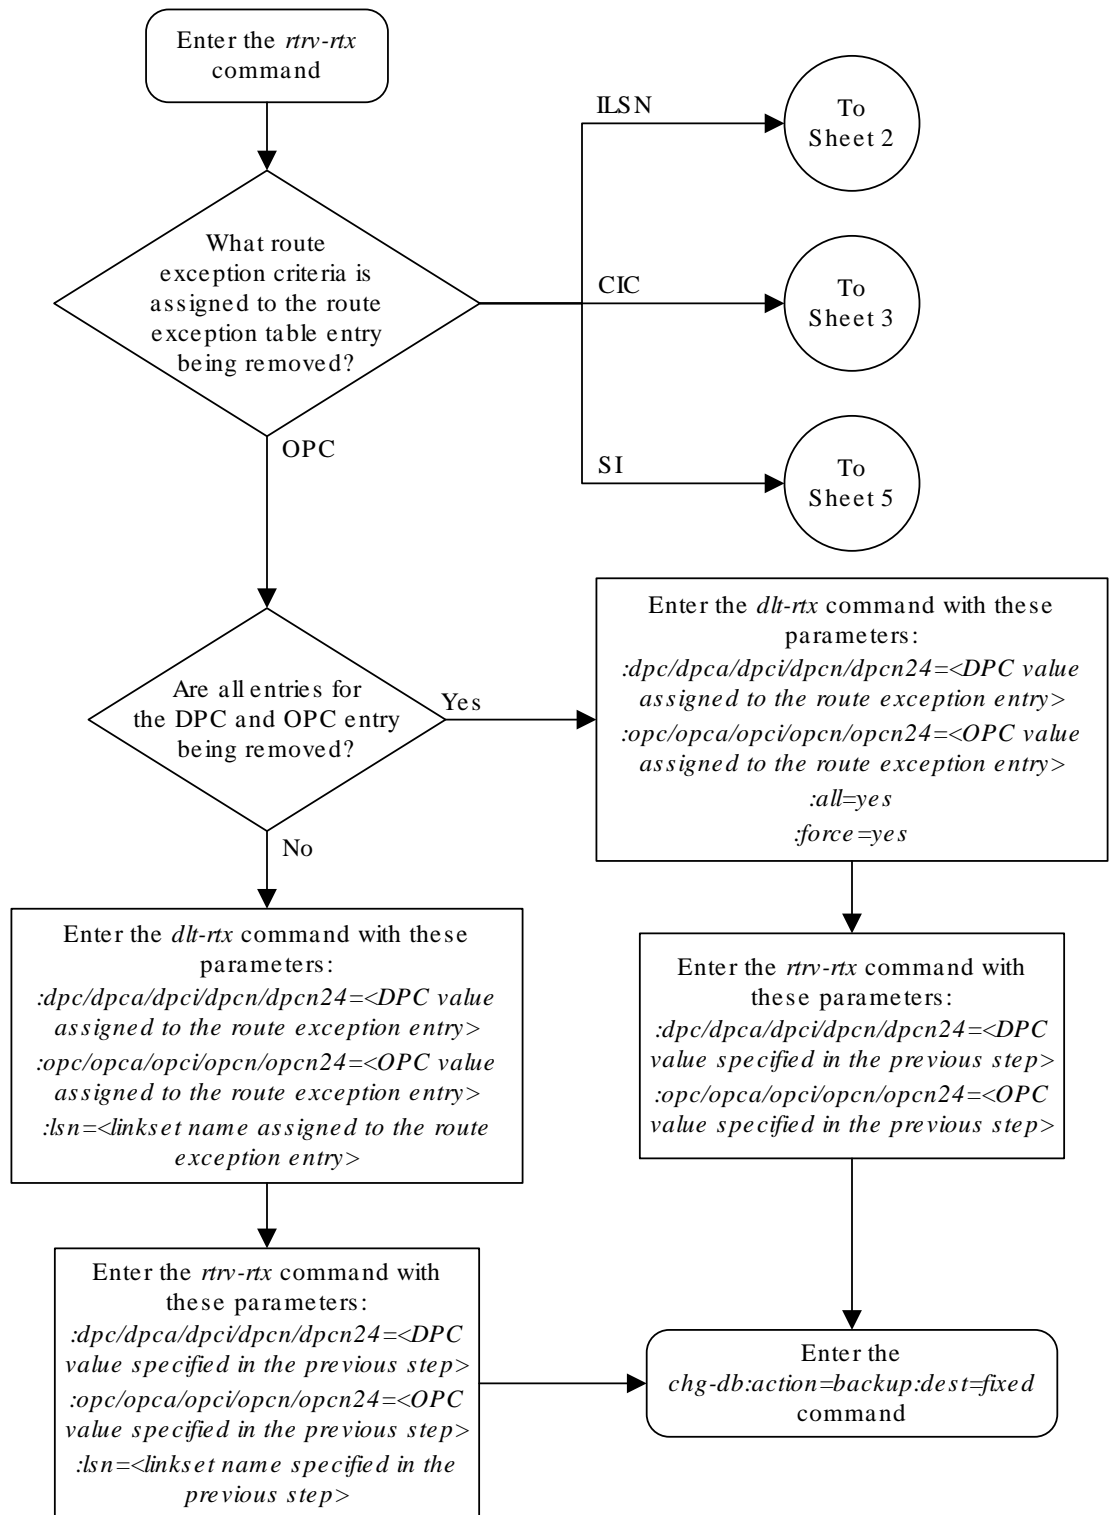 Enter the rtrv-rtx
command
ILSN
To
Sheet 2
What route
exception criteria is
assigned to the route
exception table entry
being removed?
CIC
To
Sheet 3
OPC
SI
To
Sheet 5
Are all entries for
the DPC and OPC entry
being removed?
Yes
No
Enter the dlt-rtx command with these
parameters:
:dpc/dpca/dpci/dpcn/dpcn24=<DPC value
assigned to the route exception entry>
:opc/opca/opci/opcn/opcn24=<OPC value
assigned to the route exception entry>
:all=yes
:force=yes
Enter the dlt-rtx command with these
parameters:
:dpc/dpca/dpci/dpcn/dpcn24=<DPC value
assigned to the route exception entry>
:opc/opca/opci/opcn/opcn24=<OPC value
assigned to the route exception entry>
:lsn=<linkset name assigned to the route
exception entry>
Enter the rtrv-rtx command with
these parameters:
:dpc/dpca/dpci/dpcn/dpcn24=<DPC
value specified in the previous step>
:opc/opca/opci/opcn/opcn24=<OPC
value specified in the previous step>
Enter the rtrv-rtx command with
these parameters:
:dpc/dpca/dpci/dpcn/dpcn24=<DPC
value specified in the previous step>
:opc/opca/opci/opcn/opcn24=<OPC
value specified in the previous step>
:lsn=<linkset name specified in the
previous step>
Enter the
chg-db:action=backup:dest=fixed
command